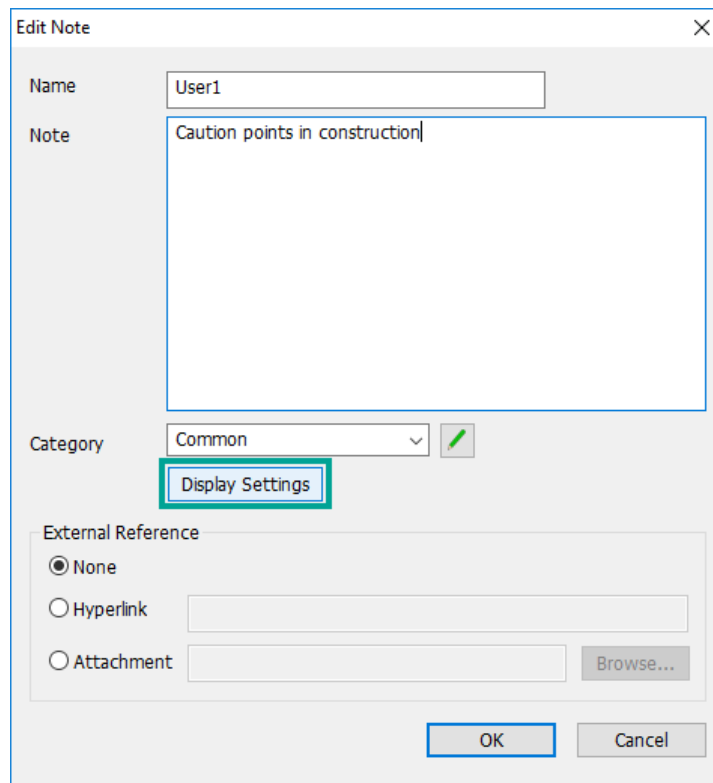 Edit Note
Name User1
Note Caution points in construction
Category Common
Display Settings
External Reference
None
Hyperlink
Attachment Browse...
OK Cancel